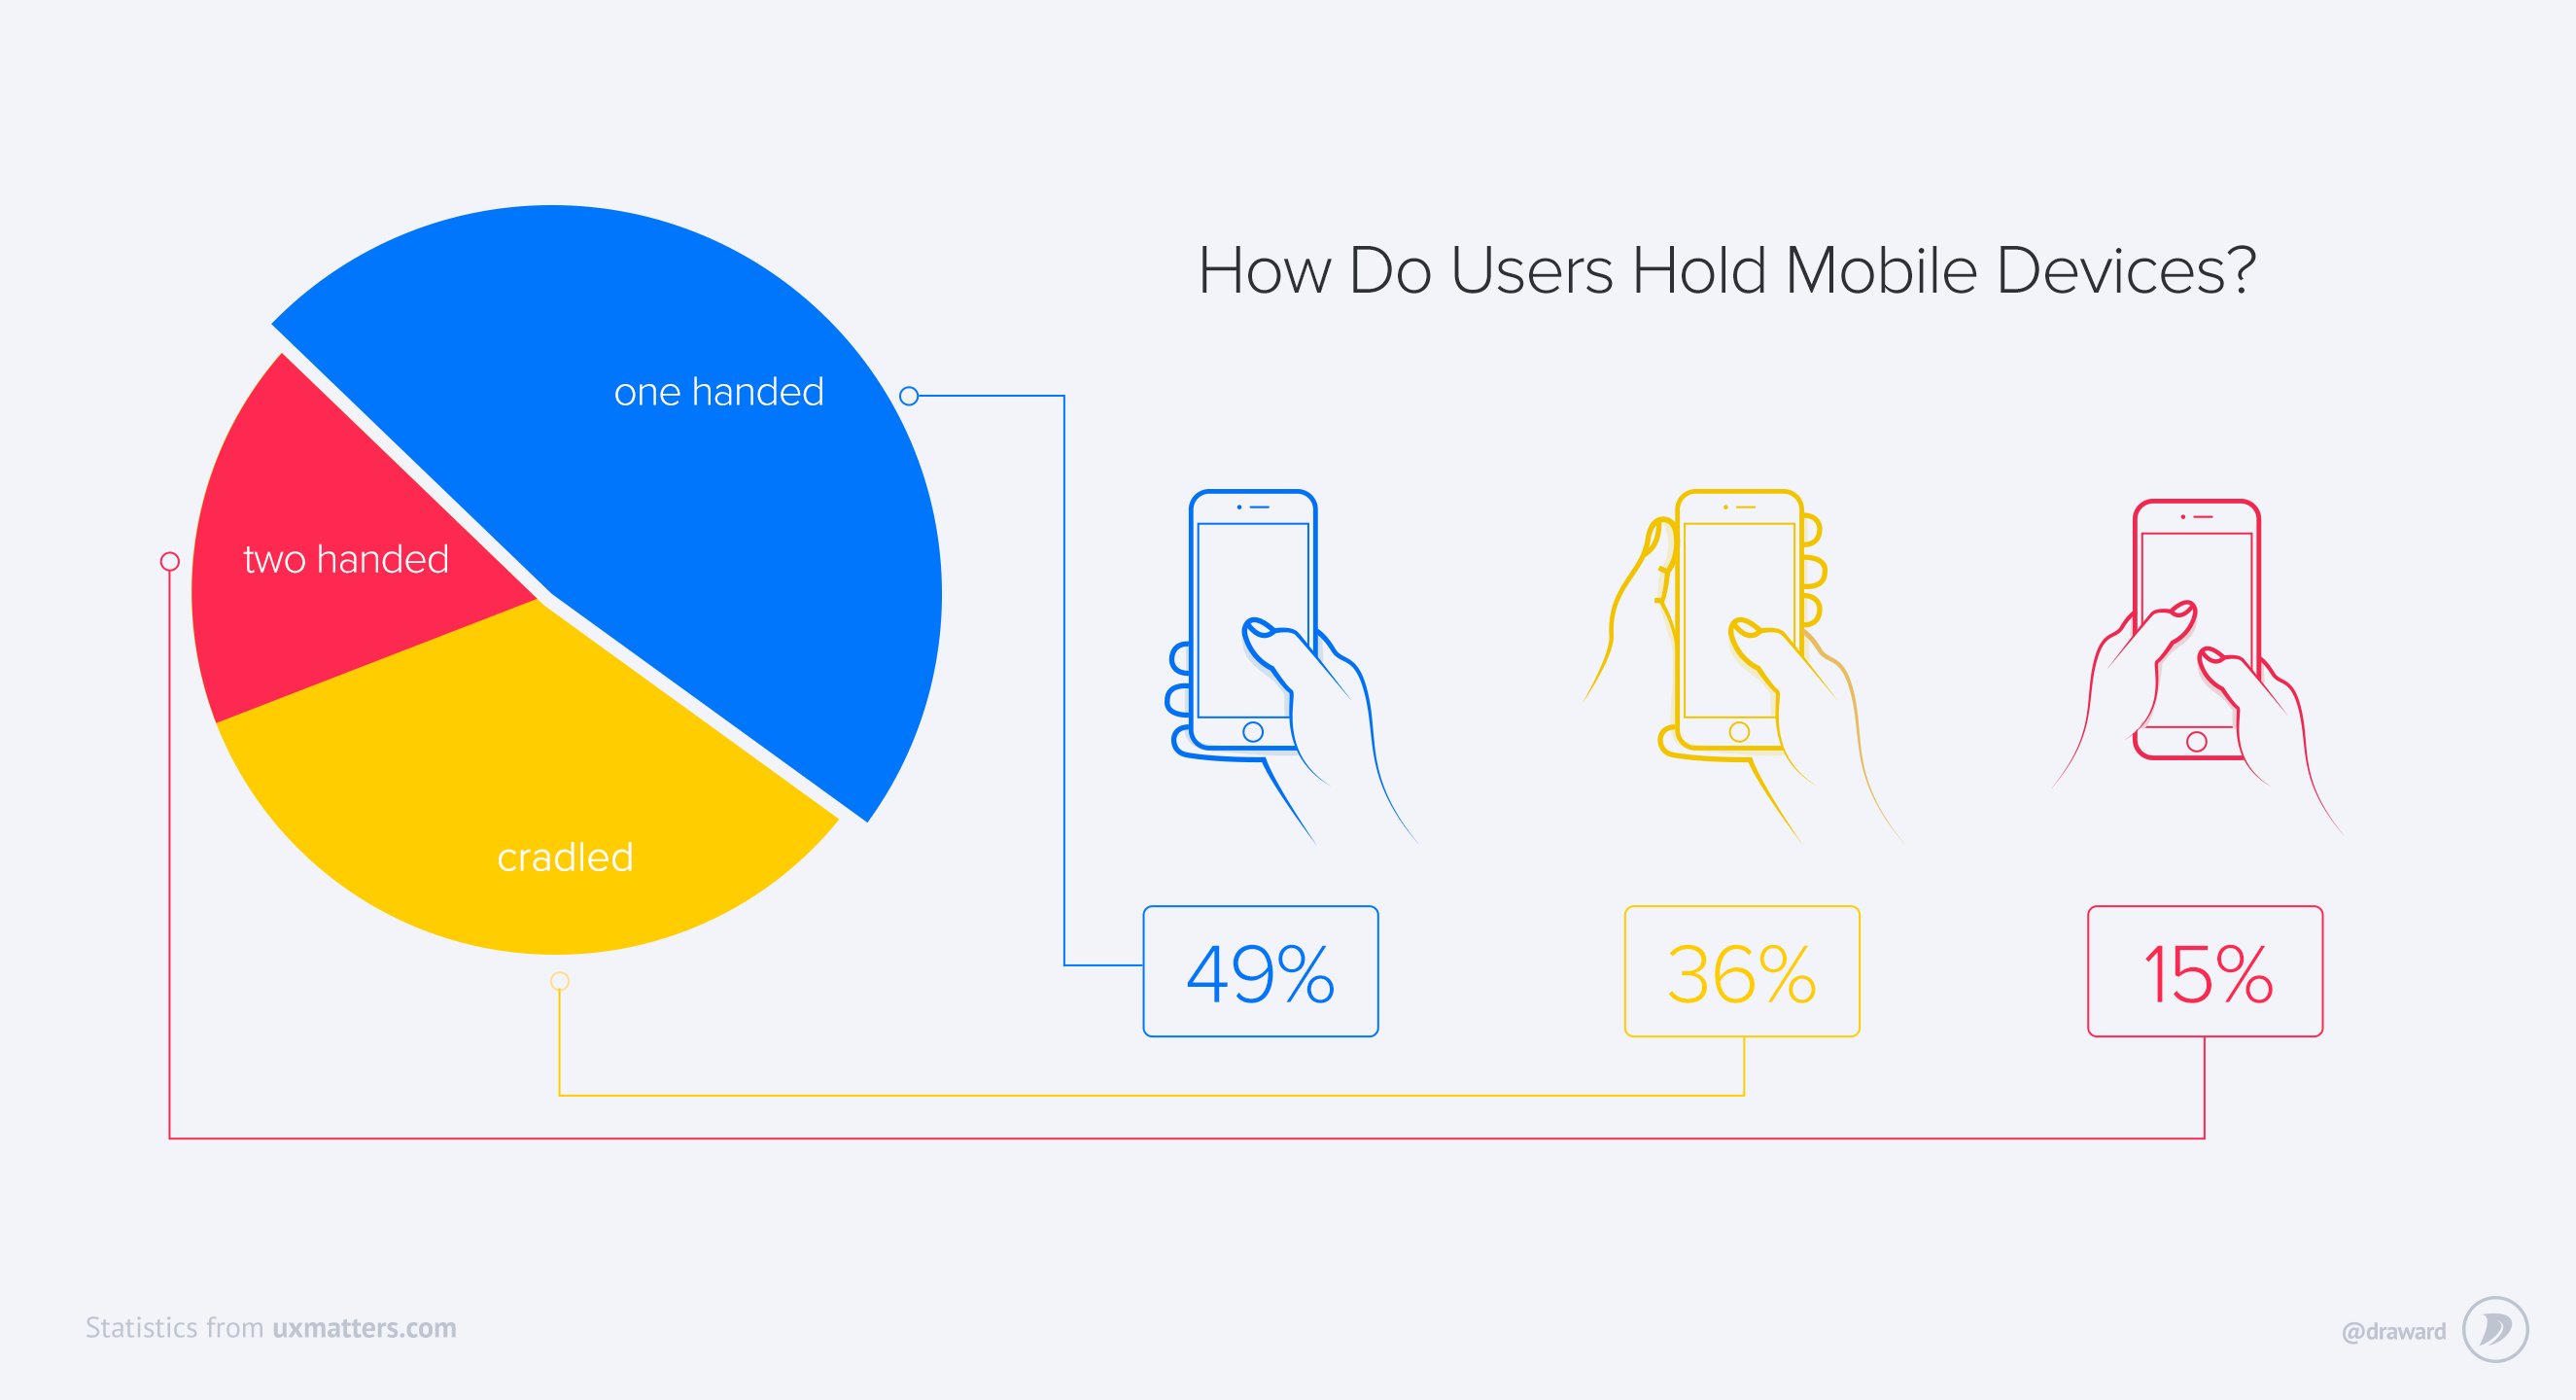 How Do Users Hold Mobile Devices?
one handed
two handed
cradled
49%
36%
15%
Statistics from uxmatters.com
@draward